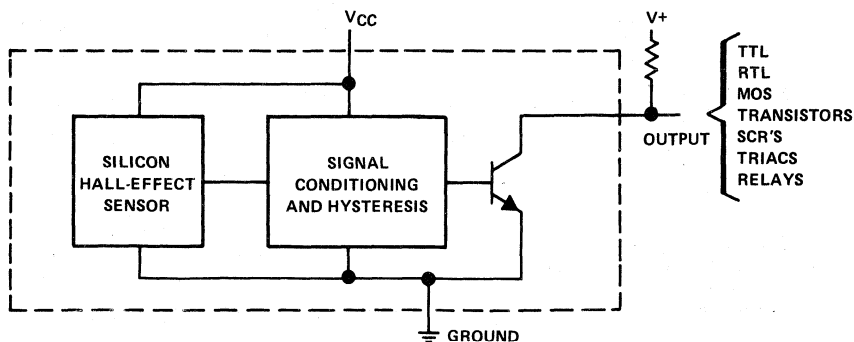 VCC
V+
SILICON
HALL-EFFECT
SENSOR
SIGNAL
CONDITIONING
AND HYSTERESIS
OUTPUT
TTL
RTL
MOS
TRANSISTORS
SCR'S
TRIACS
RELAYS
GROUND